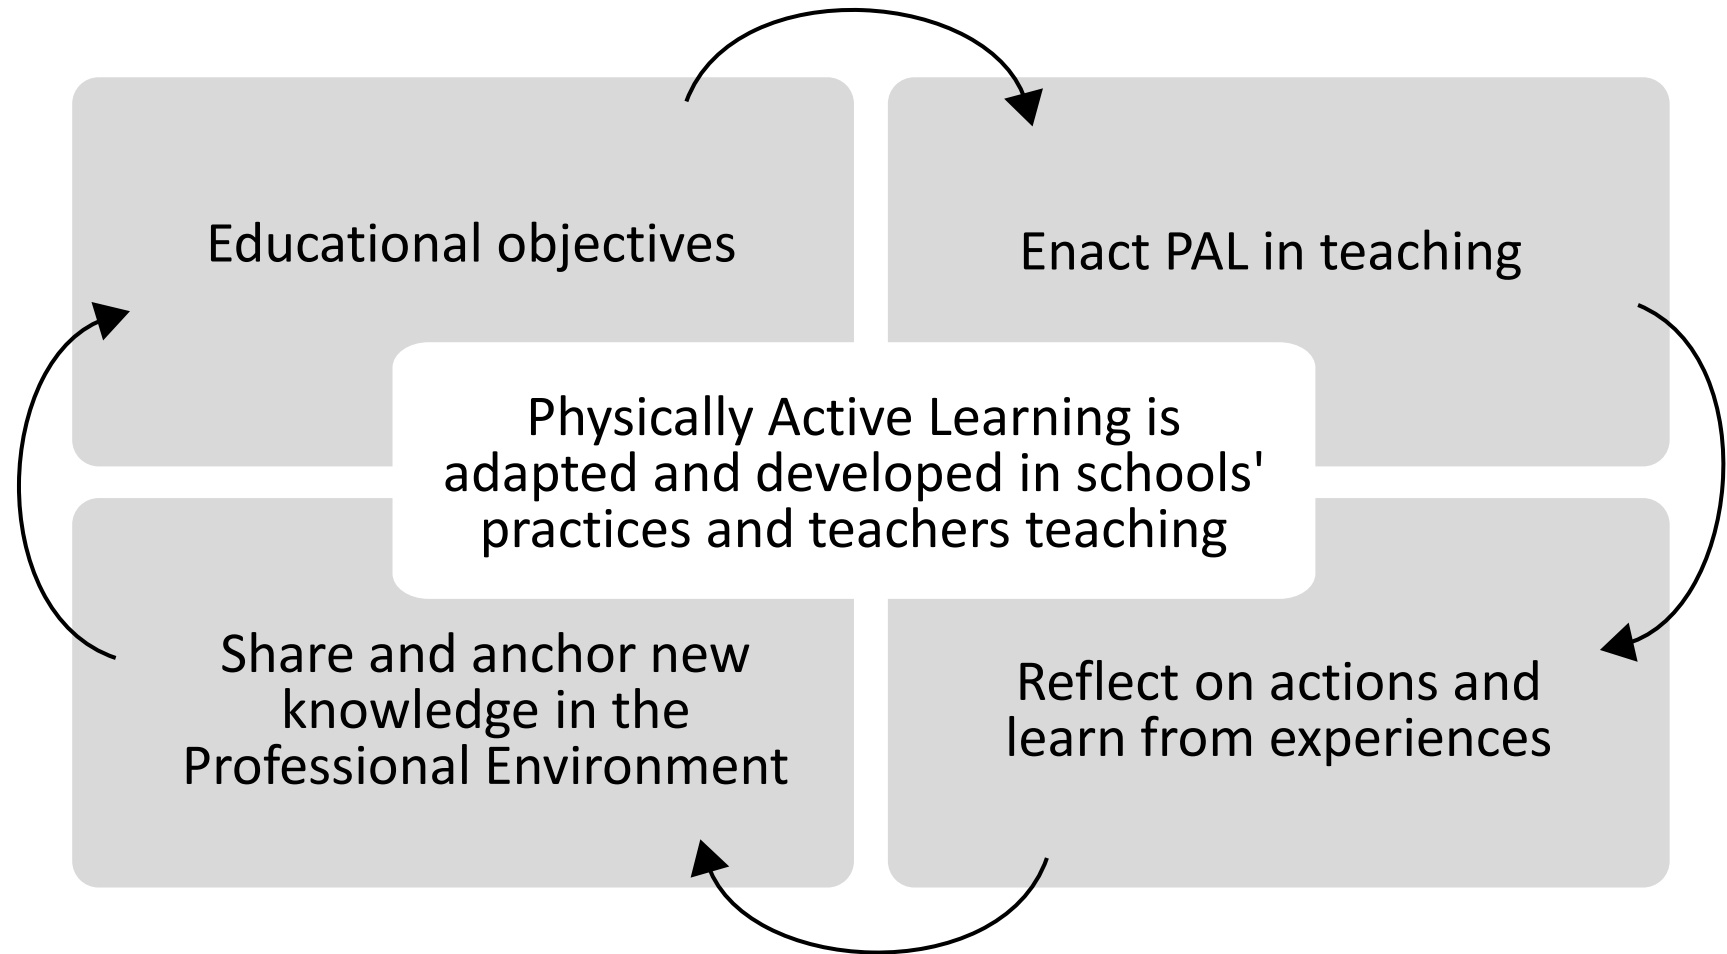 Educational objectives
Enact PAL in teaching
Physically Active Learning is
adapted and developed in schools'
practices and teachers teaching
Share and anchor new
knowledge in the
Professional Environment
Reflect on actions and
learn from experiences